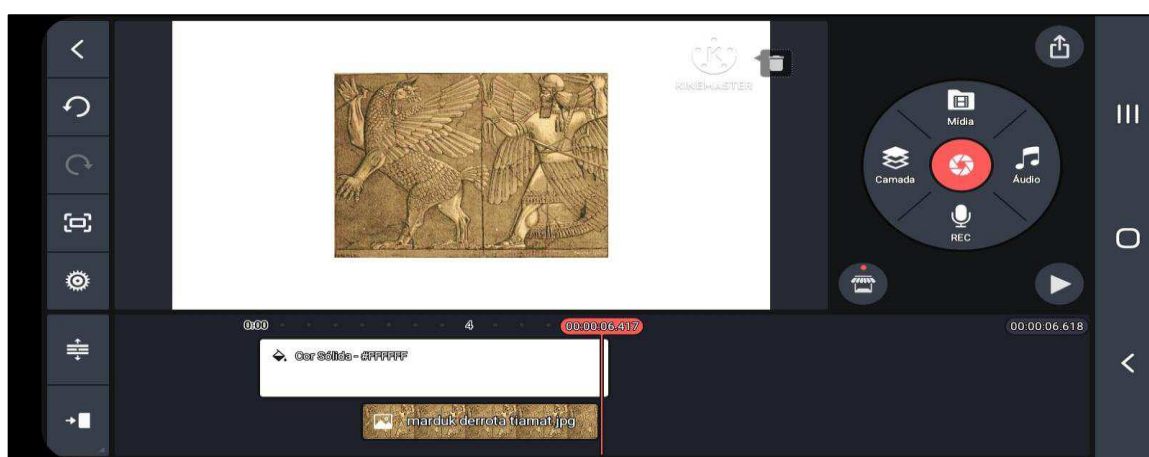 KINEMASTER
Mídia
Camada
Áudio
REC
0:00
4
00:00:06.417
00:00:06.618
Cor Sólida - #FFFFFF
marduk derrota tiamat.jpg